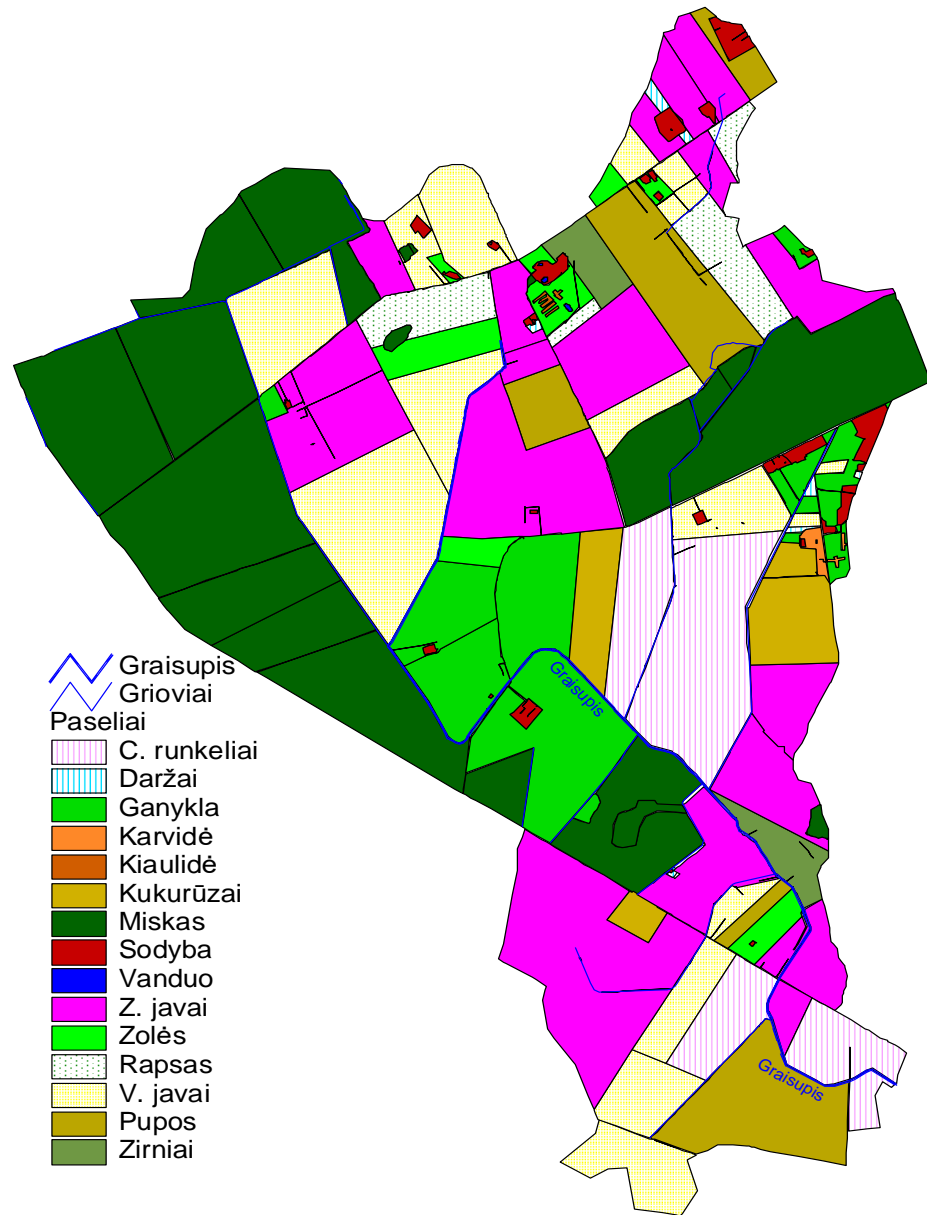 Graisupis
Graisupis
Grioviai
Paseliai
C. runkeliai
Daržai
Ganykla
Karvidė
Kiaulidė
Kukurūzai
Miskas
Sodyba
Vanduo
Z. javai
Zolės
Rapsas
V. javai
Pupos
Zirniai
Graisupis